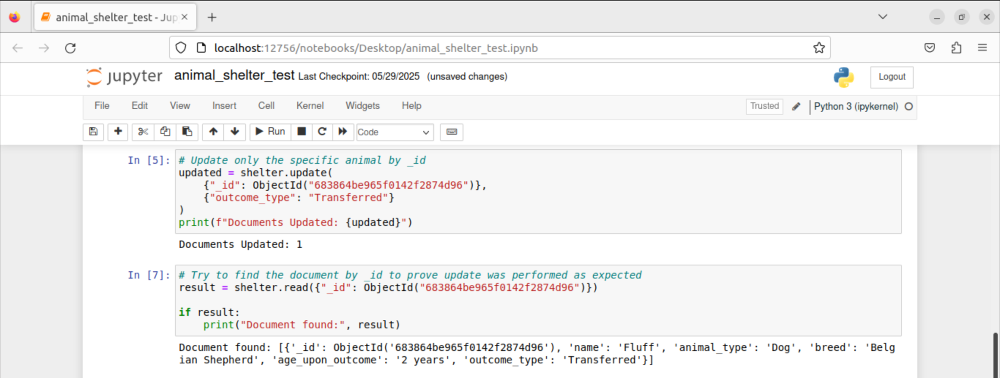 animal_shelter_test - Jup
localhost:12756/notebooks/Desktop/animal_shelter_test.ipynb
jupyter animal_shelter_test Last Checkpoint: 05/29/2025 (unsaved changes) Logout
File Edit View Insert Cell Kernel Widgets Help Trusted Python 3 (ipykernel)
Run Code
In [5]: # Update only the specific animal by _id
updated = shelter.update(
    {"_id": ObjectId("683864be965f0142f2874d96")},
    {"outcome_type": "Transferred"}
)
print(f"Documents Updated: {updated}")
Documents Updated: 1
In [7]: # Try to find the document by _id to prove update was performed as expected
result = shelter.read({"_id": ObjectId("683864be965f0142f2874d96")})
if result:
    print("Document found:", result)
Document found: [{'_id': ObjectId('683864be965f0142f2874d96'), 'name': 'Fluff', 'animal_type': 'Dog', 'breed': 'Belg
ian Shepherd', 'age_upon_outcome': '2 years', 'outcome_type': 'Transferred'}]